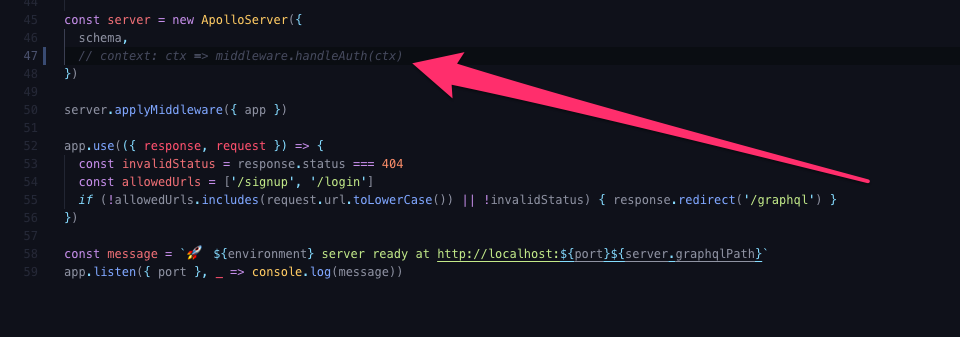 44
45 const server = new ApolloServer({
46 schema,
47 // context: ctx => middleware.handleAuth(ctx)
48 })
49
50 server.applyMiddleware({ app })
51
52 app.use(({ response, request }) => {
53 const invalidStatus = response.status === 404
54 const allowedUrls = ['/signup', '/login']
55 if (!allowedUrls.includes(request.url.toLowerCase()) || !invalidStatus) { response.redirect('/graphql') }
56 })
57
58 const message = `🚀 ${environment} server ready at http://localhost:${port}${server.graphqlPath}`
59 app.listen({ port }, _ => console.log(message))